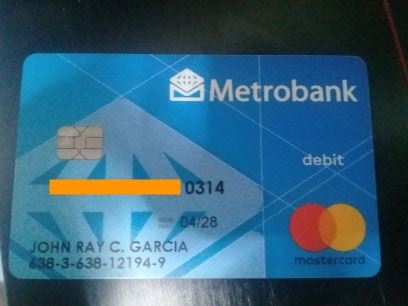 Metrobank
debit
0314
04/28
JOHN RAY C. GARCIA
638-3-638-12194-9
mastercard